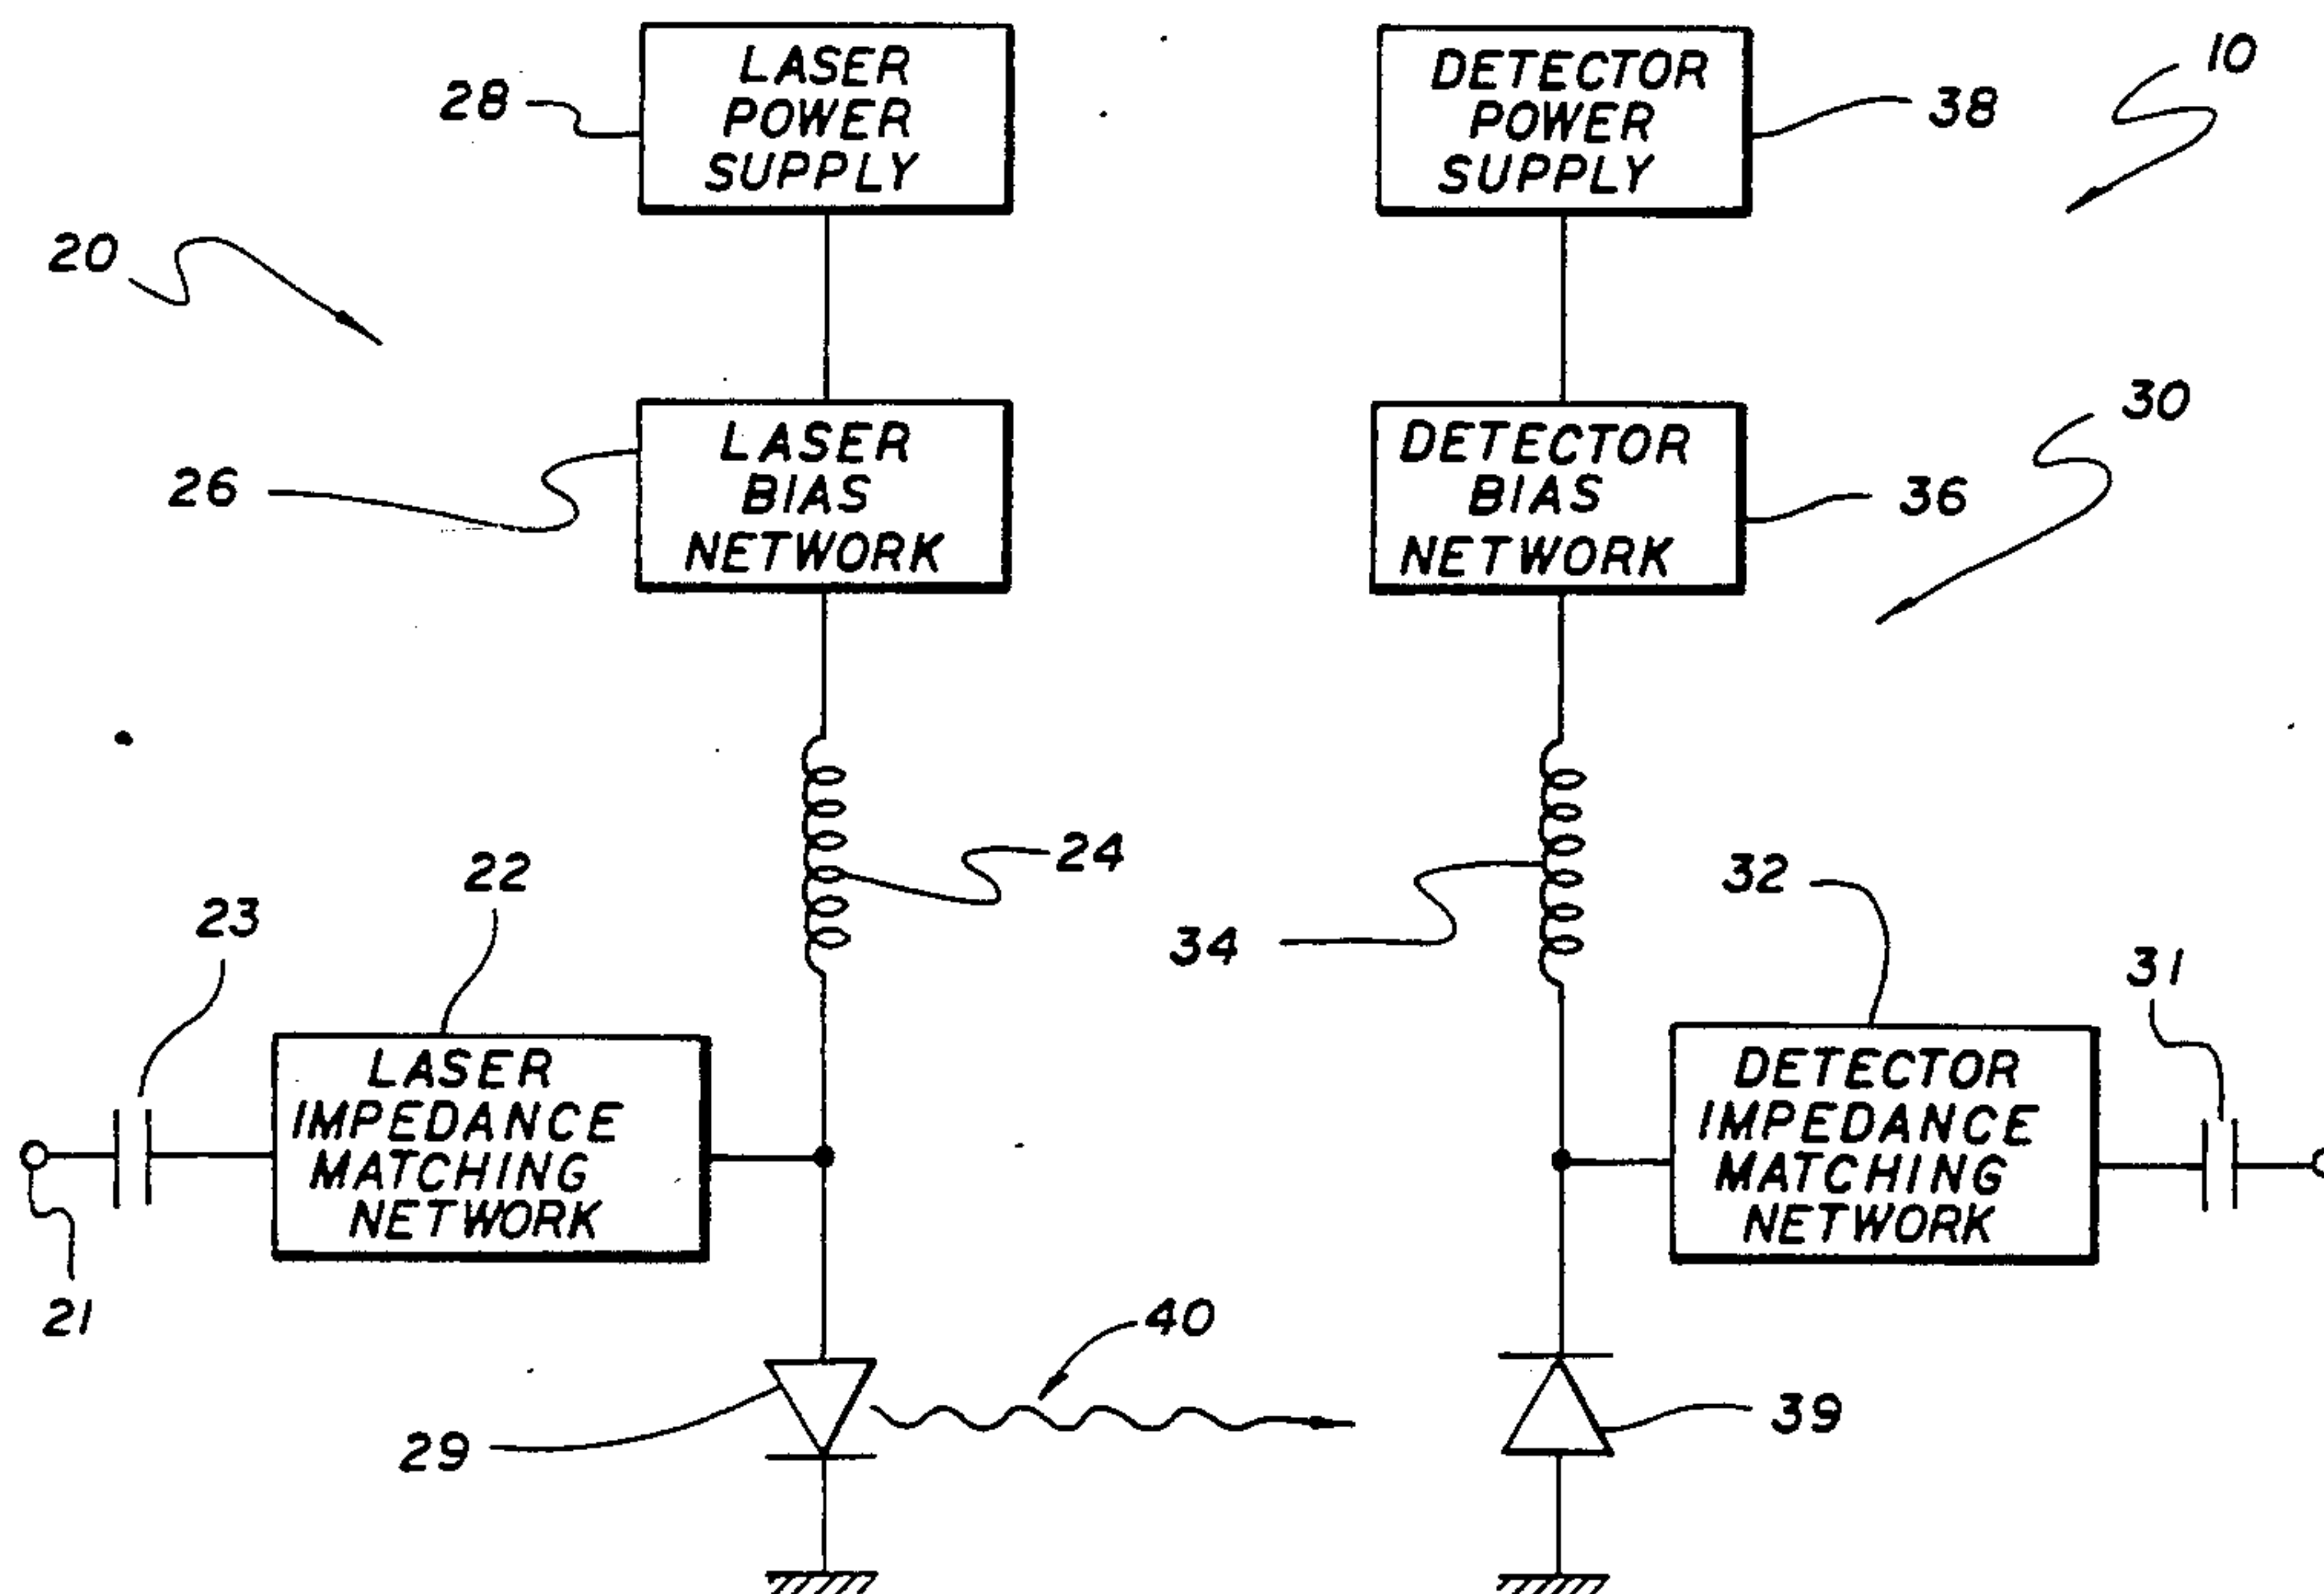 LASER
POWER
SUPPLY
28
DETECTOR
POWER
SUPPLY
38
10
20
LASER
BIAS
NETWORK
26
DETECTOR
BIAS
NETWORK
36
30
24
34
22
23
32
31
LASER
IMPEDANCE
MATCHING
NETWORK
DETECTOR
IMPEDANCE
MATCHING
NETWORK
21
40
29
39